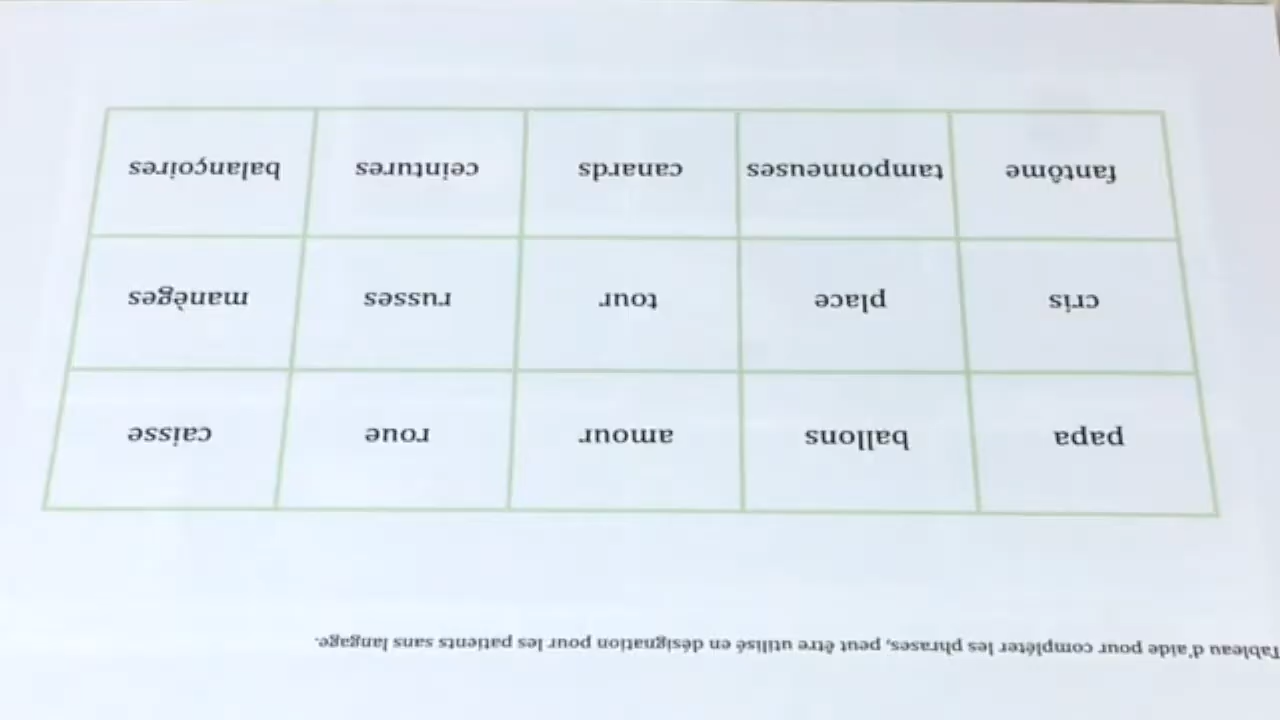 Tableau d'aide pour compléter les phrases, peut être utilisé en désignation pour les patients sans langage.
papa ballons amour roue caisse
cris place tour russes manèges
fantôme tamponneuses canards ceintures balançoires